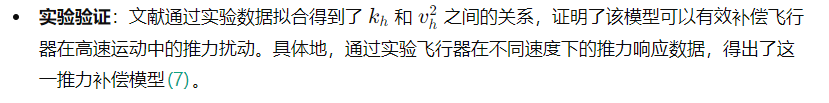 • 实验验证：文献通过实验数据拟合得到了 $k_h$ 和 $v_h^2$ 之间的关系，证明了该模型可以有效补偿飞行
器在高速运动中的推力扰动。具体地，通过实验飞行器在不同速度下的推力响应数据，得出了这
一推力补偿模型(7)。